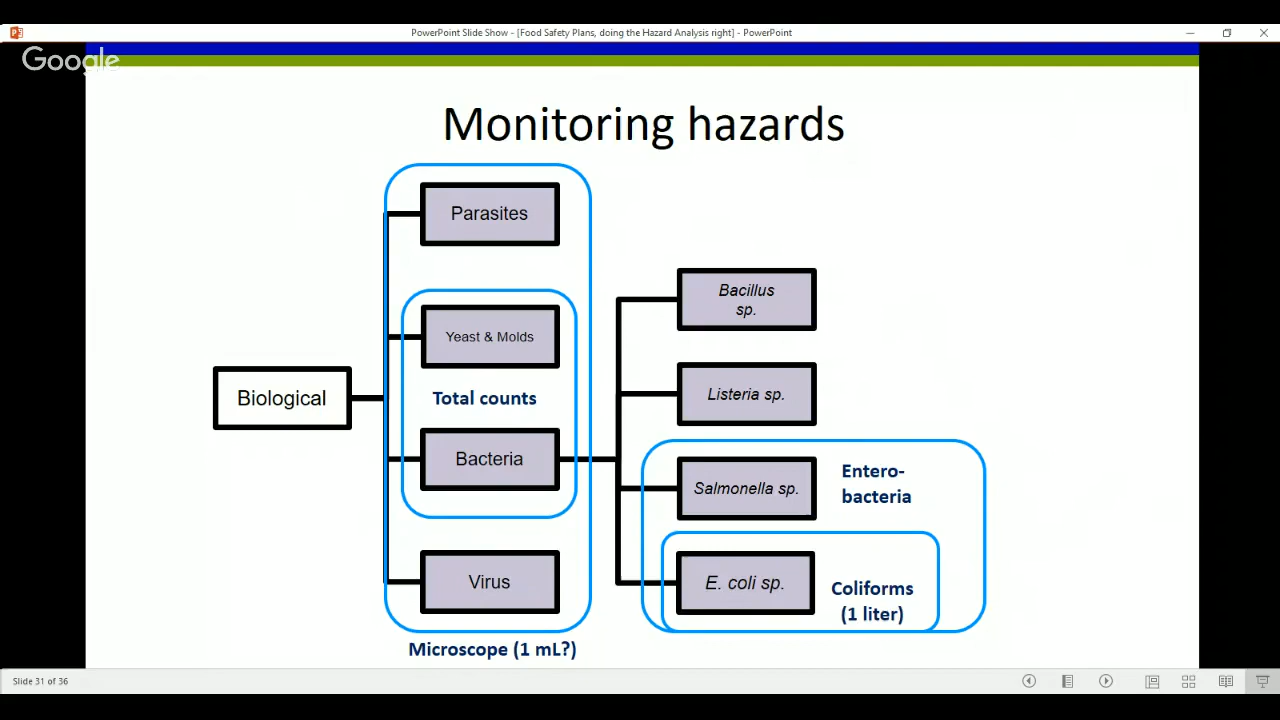 PowerPoint Slide Show - [Food Safety Plans, doing the Hazard Analysis right] - PowerPoint
Google
Monitoring hazards
Parasites
Bacillus
sp.
Yeast & Molds
Biological
Total counts
Listeria sp.
Bacteria
Salmonella sp.
Entero-
bacteria
Virus
E. coli sp.
Coliforms
(1 liter)
Microscope (1 mL?)
Slide 31 of 36